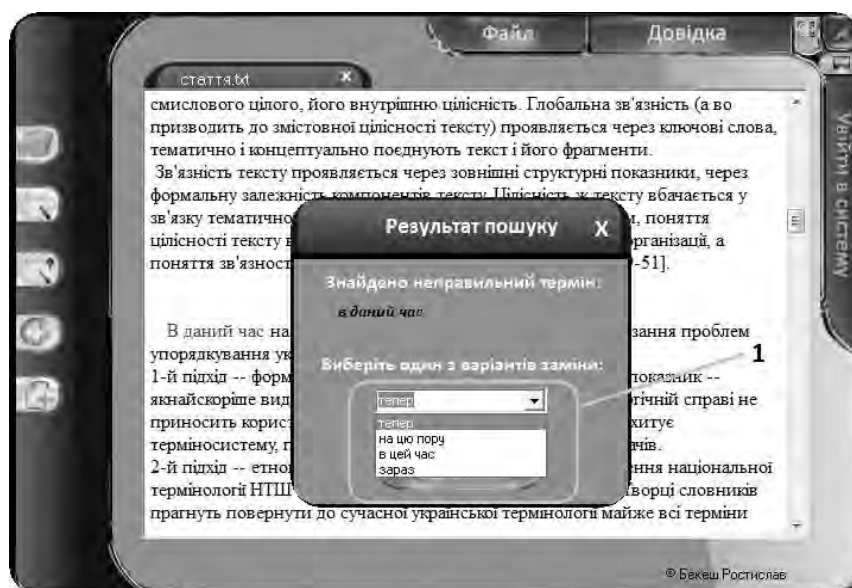 Файл
Довідка
стаття.txt x
Увійти в систему
смислового цілого, його внутрішню цілісність. Глобальна зв'язність (а во
призводить до змістовної цілісності тексту) проявляється через ключові слова,
тематично і концептуально поєднують текст і його фрагменти.
Зв'язність тексту проявляється через зовнішні структурні показники, через
формальну залежність компонентів тексту. Цілісність ж тексту вбачається у
зв'язку тематично м, поняття
цілісності тексту в організації, а
поняття зв'язност -51].
В даний час на зання проблем
упорядкування ук
1-й підхід -- форм показник --
якнайскоріше вид огічній справі не
приносить корист хитує
терміносистему, п ачів.
2-й підхід -- етно ення національної
термінології НТШ Творці словників
прагнуть повернути до сучасної української термінології майже всі терміни
Результат пошуку X
Знайдено неправильний термін:
в даний час
Виберіть один з варіантів заміни:
тепер
тепер
на цю пору
в цей час
зараз
1
© Бекеш Ростислав